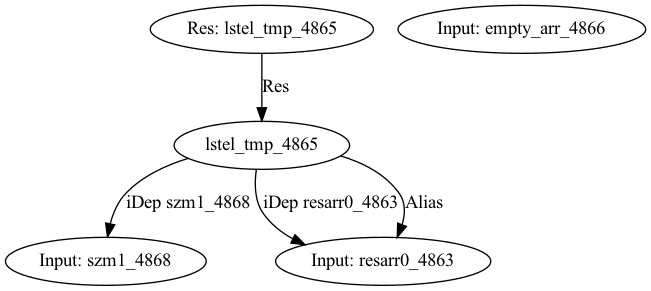 Res: lstel_tmp_4865
Input: empty_arr_4866
Res
lstel_tmp_4865
iDep szm1_4868
iDep resarr0_4863
Alias
Input: szm1_4868
Input: resarr0_4863